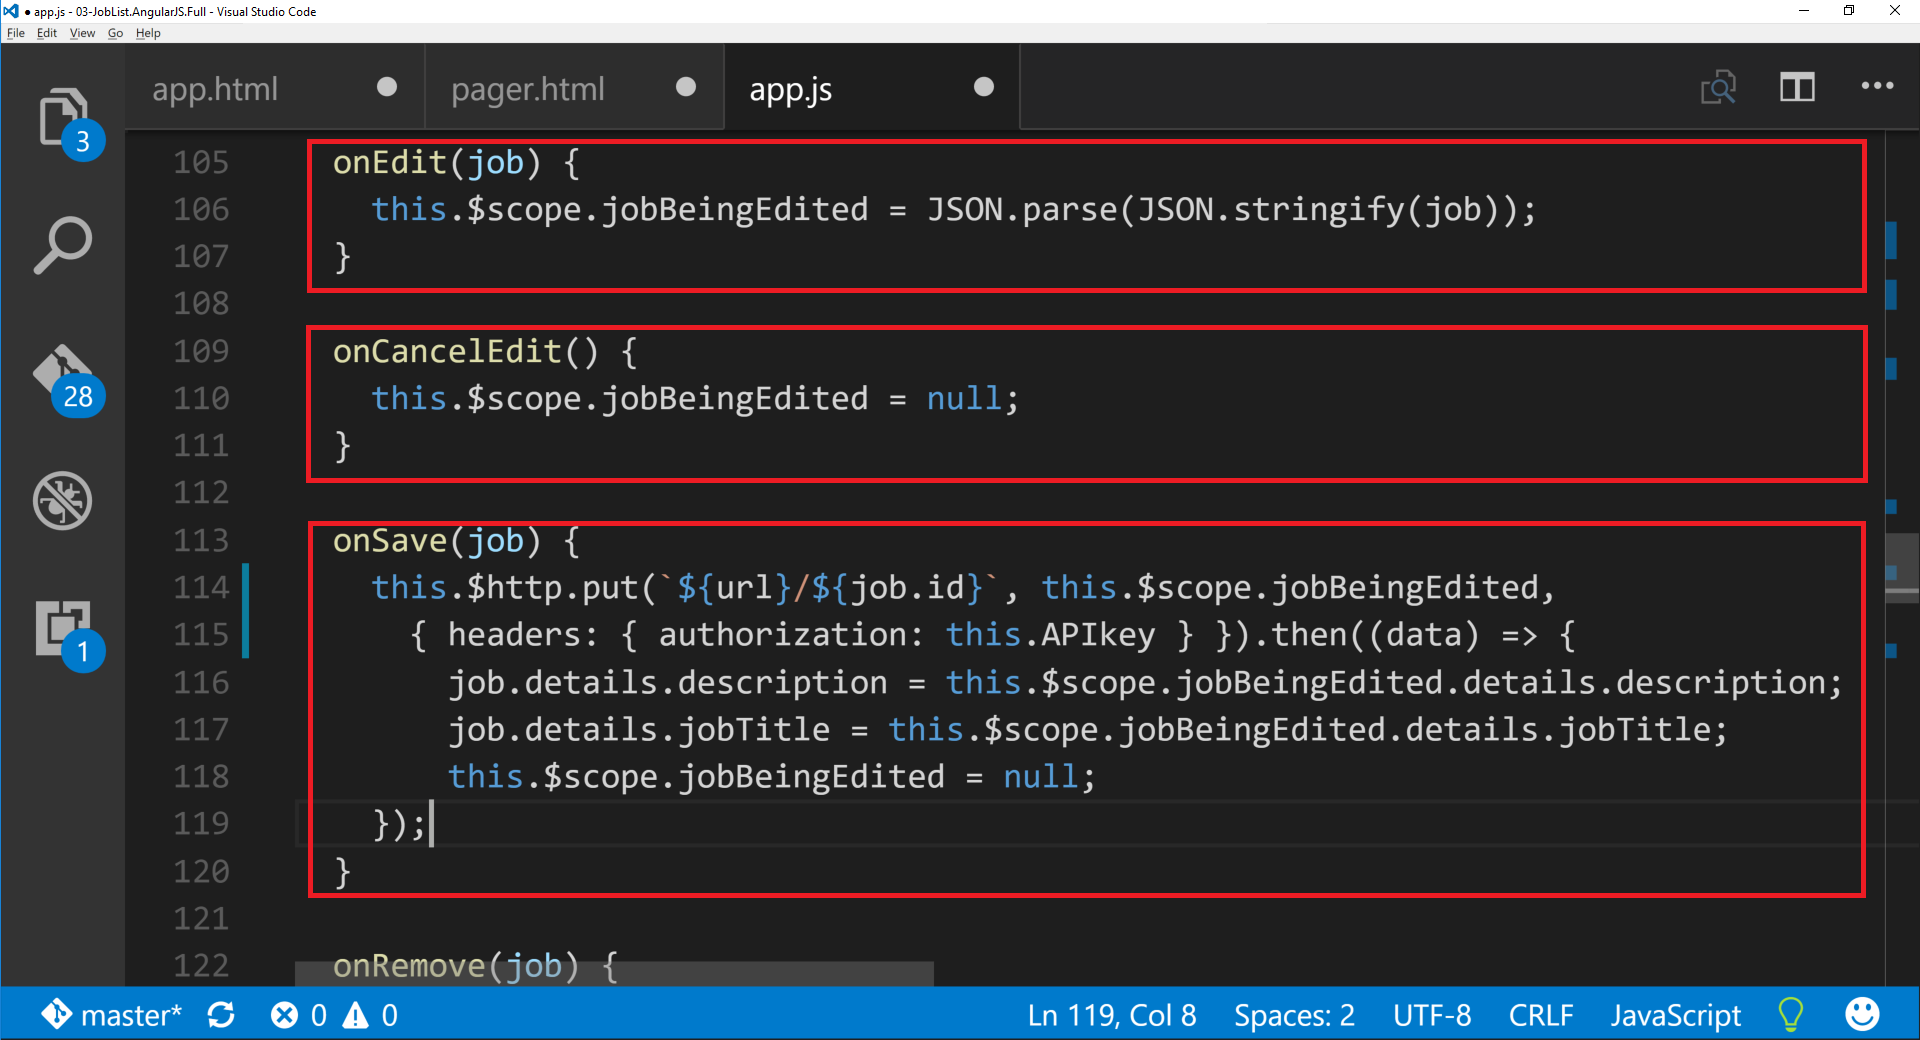 ● app.js - 03-JobList.AngularJS.Full - Visual Studio Code
File Edit View Go Help
app.html ● pager.html ● app.js ●
3
28
1
105 onEdit(job) {
106 this.$scope.jobBeingEdited = JSON.parse(JSON.stringify(job));
107 }
108
109 onCancelEdit() {
110 this.$scope.jobBeingEdited = null;
111 }
112
113 onSave(job) {
114 this.$http.put(`${url}/${job.id}`, this.$scope.jobBeingEdited,
115 { headers: { authorization: this.APIkey } }).then((data) => {
116 job.details.description = this.$scope.jobBeingEdited.details.description;
117 job.details.jobTitle = this.$scope.jobBeingEdited.details.jobTitle;
118 this.$scope.jobBeingEdited = null;
119 });
120 }
121
122 onRemove(job) {
master* 0 0 Ln 119, Col 8 Spaces: 2 UTF-8 CRLF JavaScript